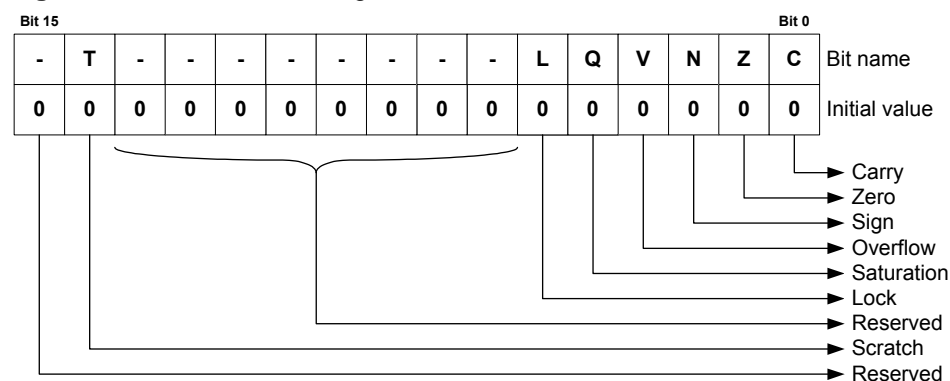 Bit 15 Bit 0
- T - - - - - - - - L Q V N Z C Bit name
0 0 0 0 0 0 0 0 0 0 0 0 0 0 0 0 Initial value
Carry
Zero
Sign
Overflow
Saturation
Lock
Reserved
Scratch
Reserved